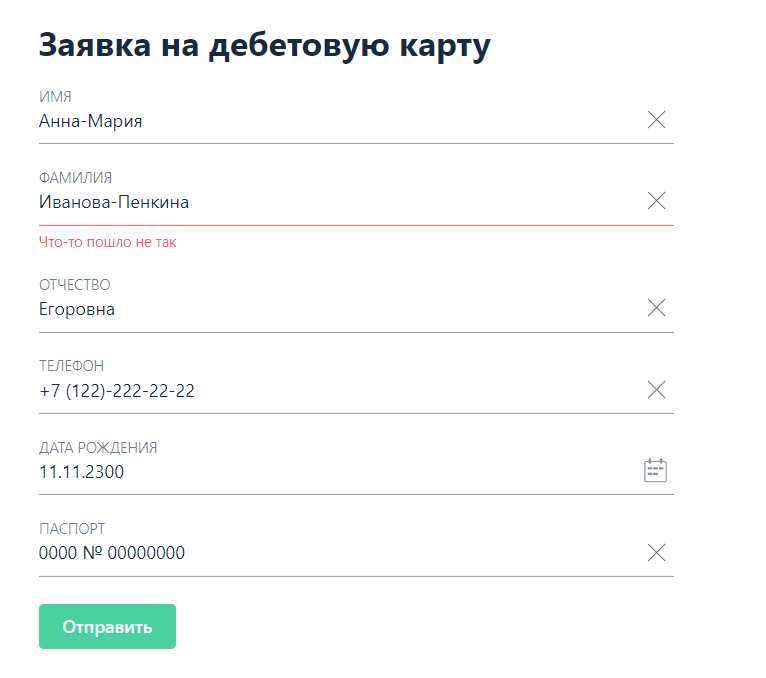 Заявка на дебетовую карту
ИМЯ
Анна-Мария
ФАМИЛИЯ
Иванова-Пенкина
Что-то пошло не так
ОТЧЕСТВО
Егоровна
ТЕЛЕФОН
+7 (122)-222-22-22
ДАТА РОЖДЕНИЯ
11.11.2300
ПАСПОРТ
0000 № 00000000
Отправить